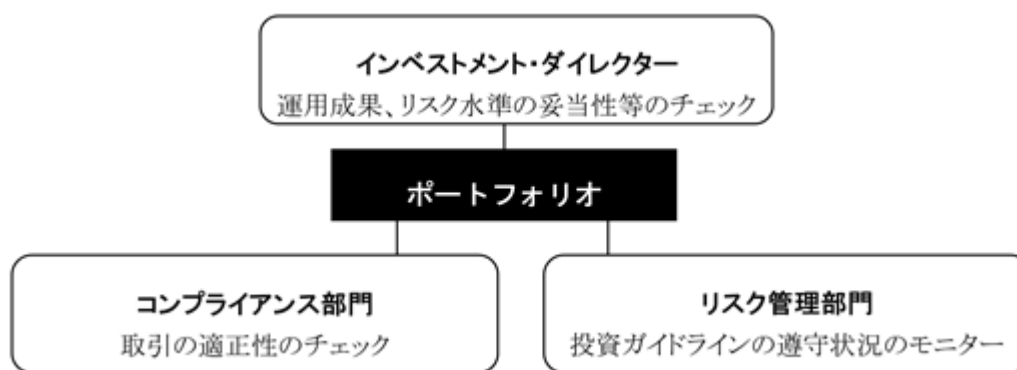 インベストメント・ダイレクター
運用成果、リスク水準の妥当性等のチェック
ポートフォリオ
コンプライアンス部門
取引の適正性のチェック
リスク管理部門
投資ガイドラインの遵守状況のモニター